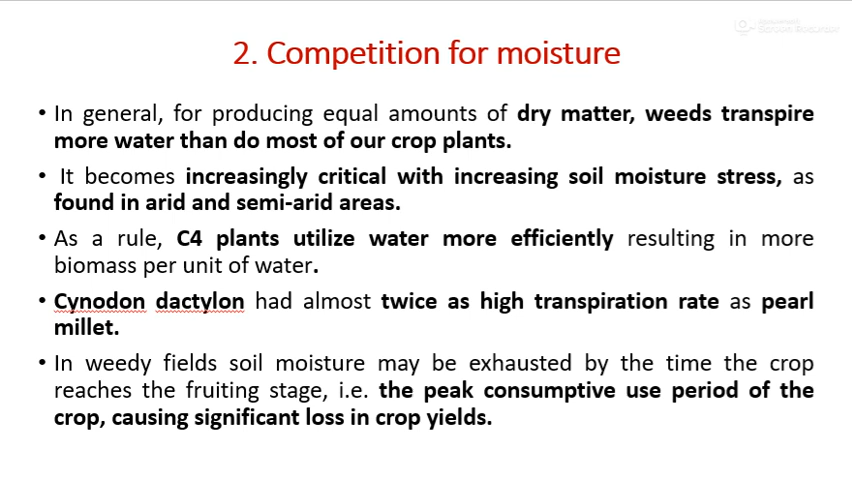 2. Competition for moisture
• In general, for producing equal amounts of dry matter, weeds transpire
more water than do most of our crop plants.
• It becomes increasingly critical with increasing soil moisture stress, as
found in arid and semi-arid areas.
• As a rule, C4 plants utilize water more efficiently resulting in more
biomass per unit of water.
• Cynodon dactylon had almost twice as high transpiration rate as pearl
millet.
• In weedy fields soil moisture may be exhausted by the time the crop
reaches the fruiting stage, i.e. the peak consumptive use period of the
crop, causing significant loss in crop yields.